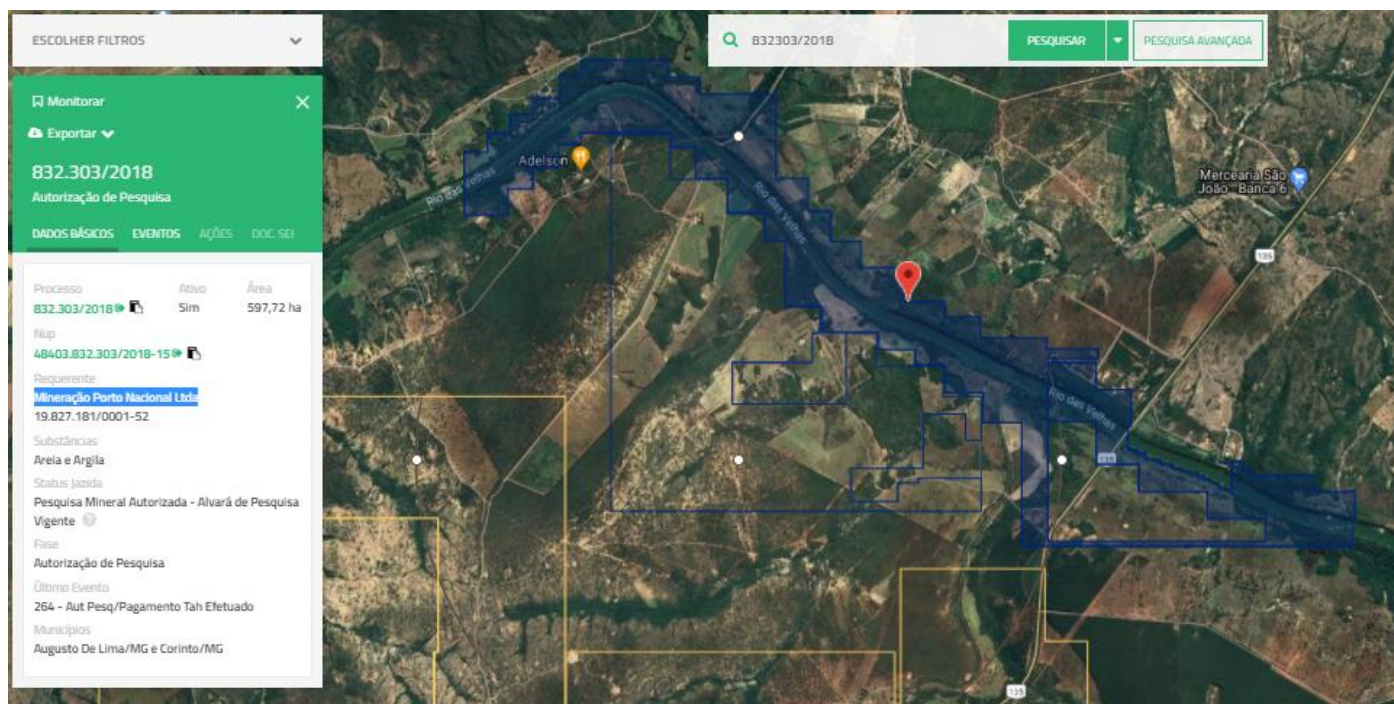 ESCOLHER FILTROS
832303/2018
PESQUISAR
PESQUISA AVANÇADA
Monitorar
Exportar
832.303/2018
Autorização de Pesquisa
DADOS BÁSICOS EVENTOS AÇÕES DOC. SEI
Processo Ativo Área
832.303/2018 Sim 597,72 ha
Nup
48403.832.303/2018-15
Requerente
Mineração Porto Nacional Ltda
19.827.181/0001-52
Substâncias
Areia e Argila
Status Jazida
Pesquisa Mineral Autorizada - Alvará de Pesquisa
Vigente
Fase
Autorização de Pesquisa
Último Evento
264 - Aut Pesq/Pagamento Tah Efetuado
Municípios
Augusto De Lima/MG e Corinto/MG
Adelson
Rio das Velhas
Rio das Velhas
Mercearia São
João - Banca 6
135
Rio das Velhas
135
135